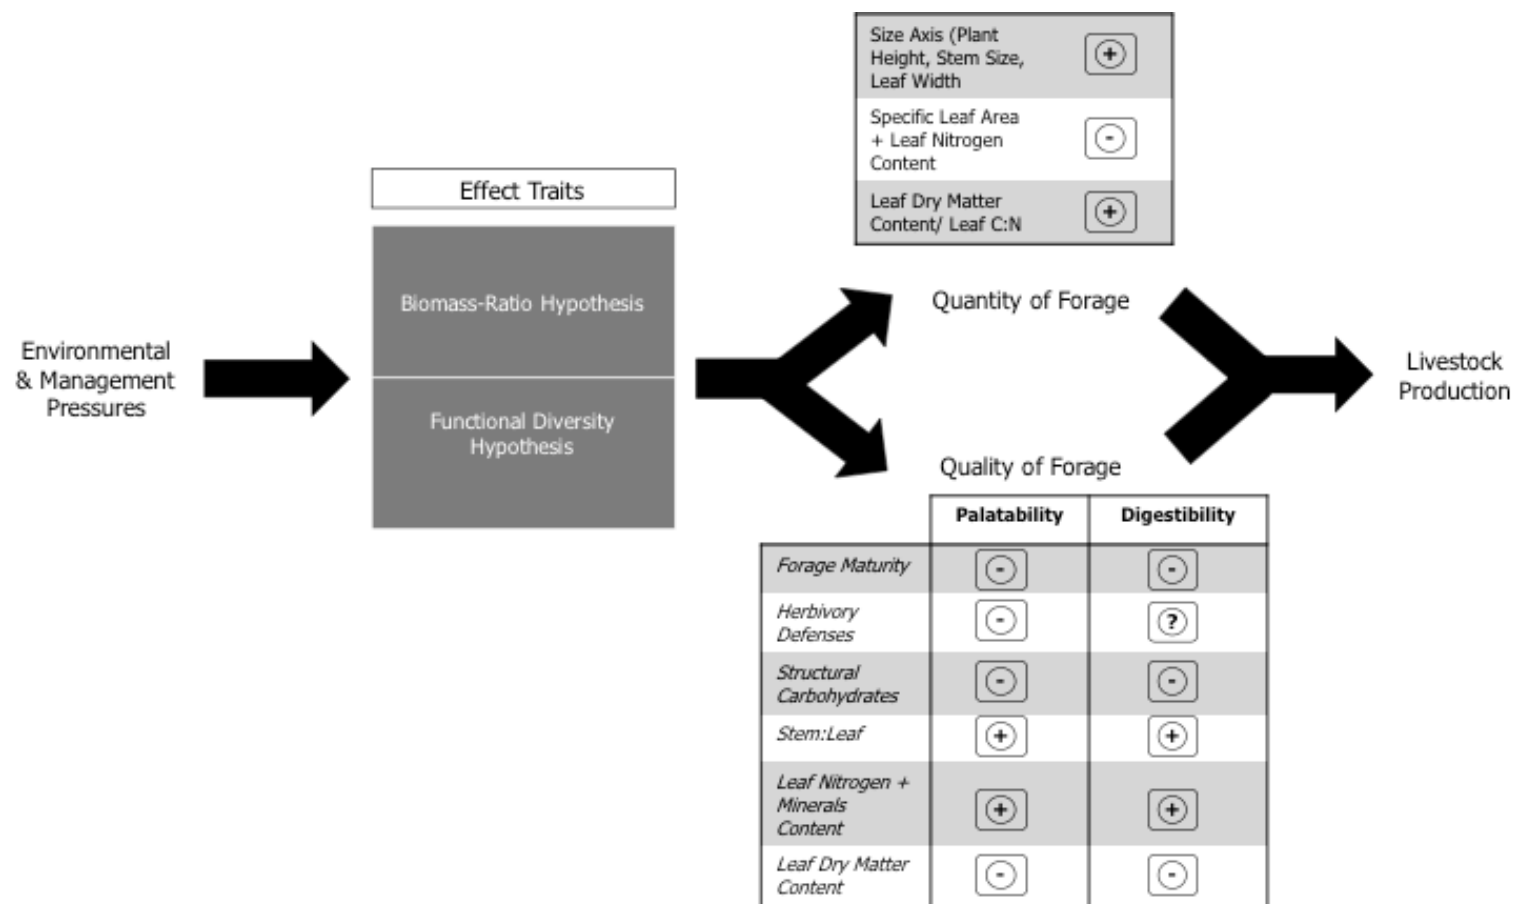 Size Axis (Plant
Height, Stem Size,
Leaf Width
+
Specific Leaf Area
+ Leaf Nitrogen
Content
-
Leaf Dry Matter
Content/ Leaf C:N
+
Effect Traits
Biomass-Ratio Hypothesis
Functional Diversity
Hypothesis
Environmental
& Management
Pressures
Quantity of Forage
Livestock
Production
Quality of Forage
Palatability Digestibility
Forage Maturity - -
Herbivory
Defenses
- ?
Structural
Carbohydrates
- -
Stem:Leaf + +
Leaf Nitrogen +
Minerals
Content
+ +
Leaf Dry Matter
Content
- -